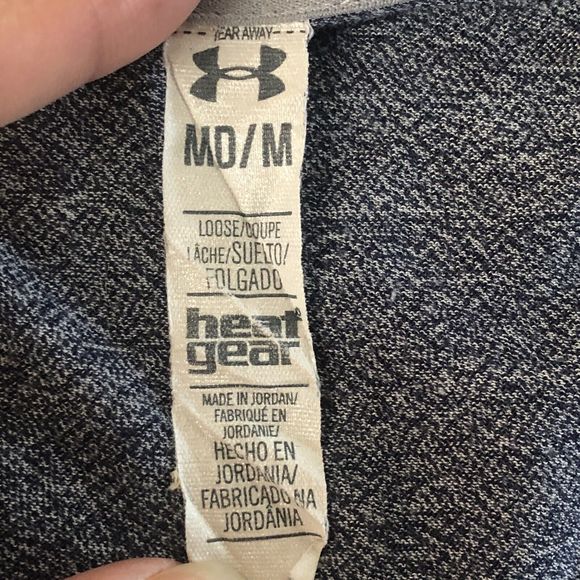 TEAR AWAY
MD/M
LOOSE/COUPE
LÂCHE/SUELTO/
FOLGADO
heat
gear
MADE IN JORDAN/
FABRIQUÉ EN
JORDANIE/
HECHO EN
JORDANIA/
FABRICADO NA
JORDÂNIA